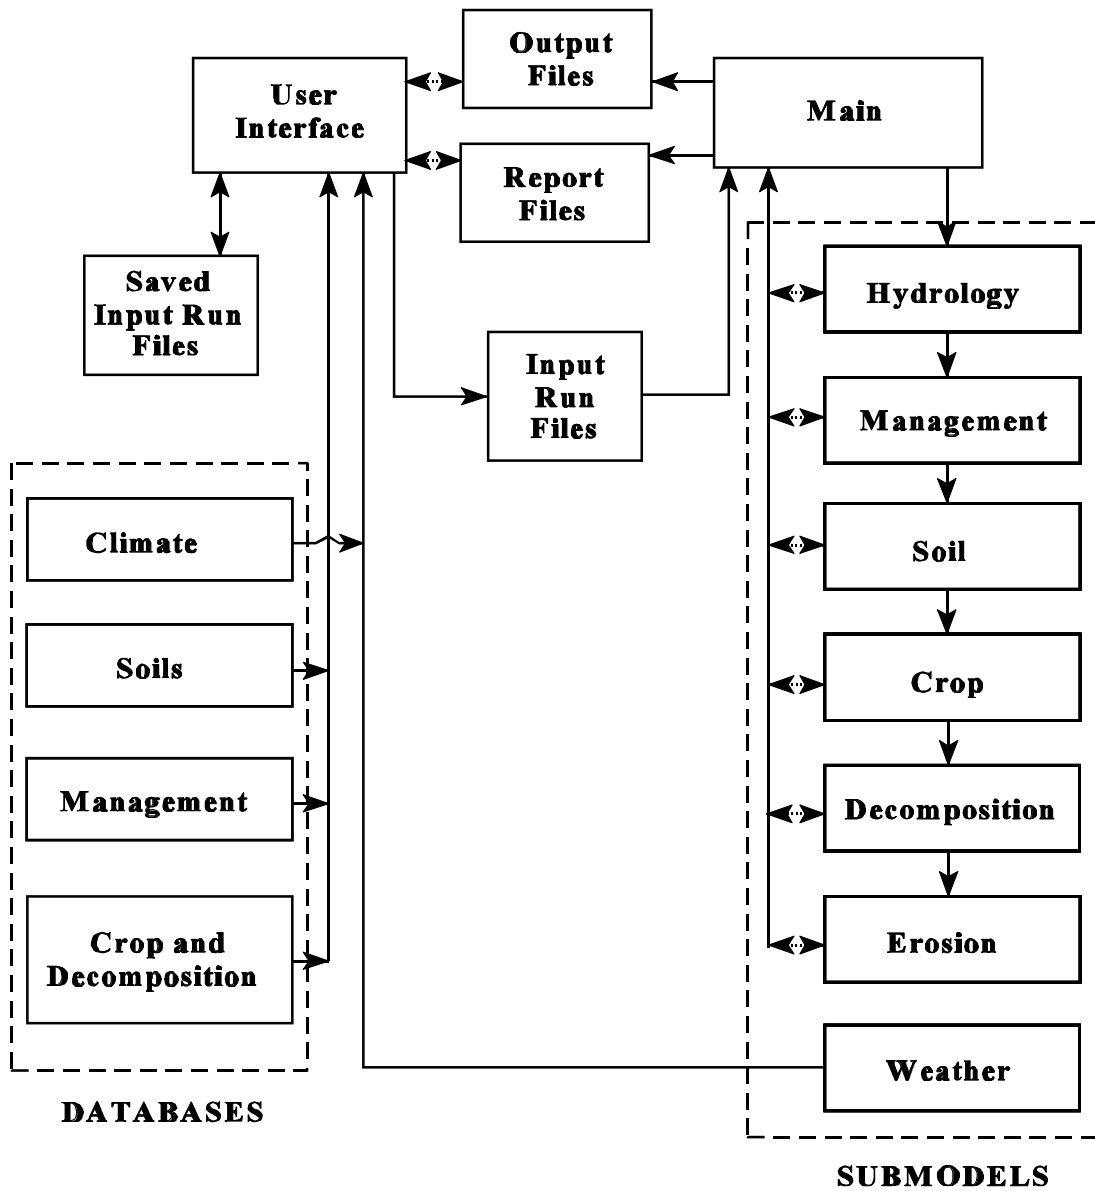 Output
Files
User
Interface
Main
Report
Files
Saved
Input Run
Files
Hydrology
Input
Run
Files
Management
Climate
Soil
Soils
Crop
Management
Decomposition
Crop and
Decomposition
Erosion
Weather
DATABASES
SUBMODELS